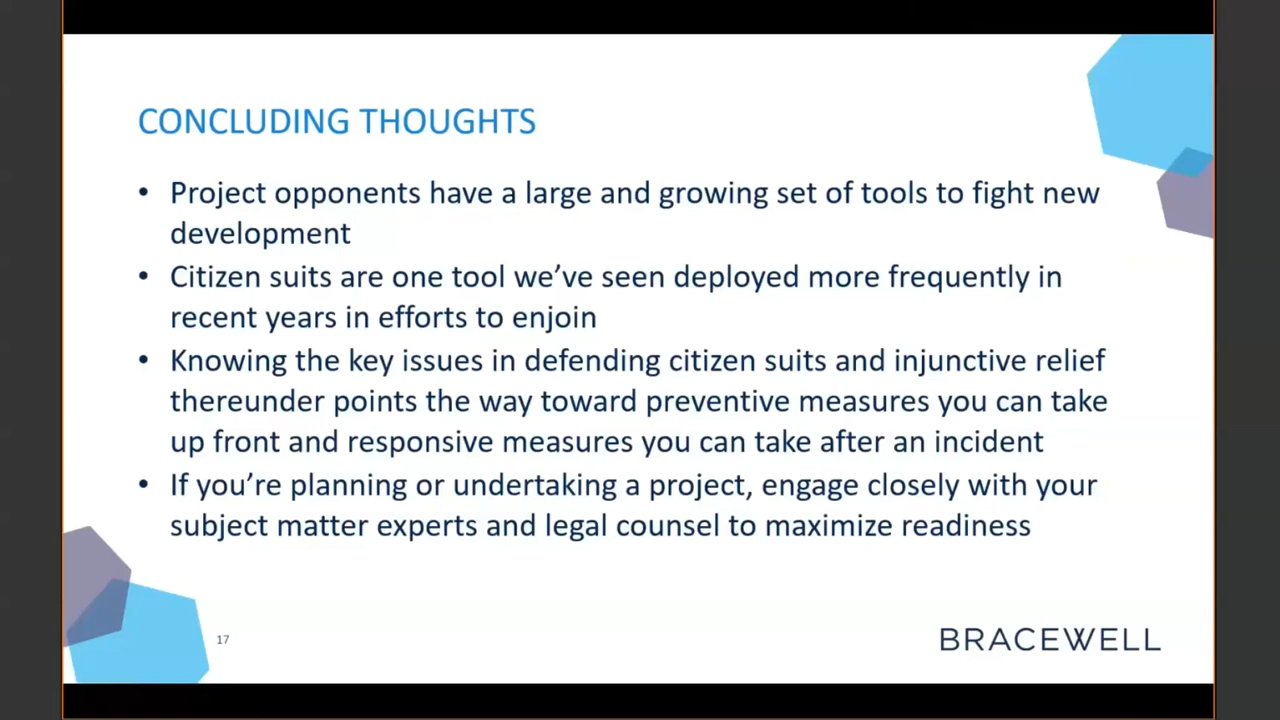 CONCLUDING THOUGHTS
• Project opponents have a large and growing set of tools to fight new
development
• Citizen suits are one tool we've seen deployed more frequently in
recent years in efforts to enjoin
• Knowing the key issues in defending citizen suits and injunctive relief
thereunder points the way toward preventive measures you can take
up front and responsive measures you can take after an incident
• If you're planning or undertaking a project, engage closely with your
subject matter experts and legal counsel to maximize readiness
17
BRACEWELL